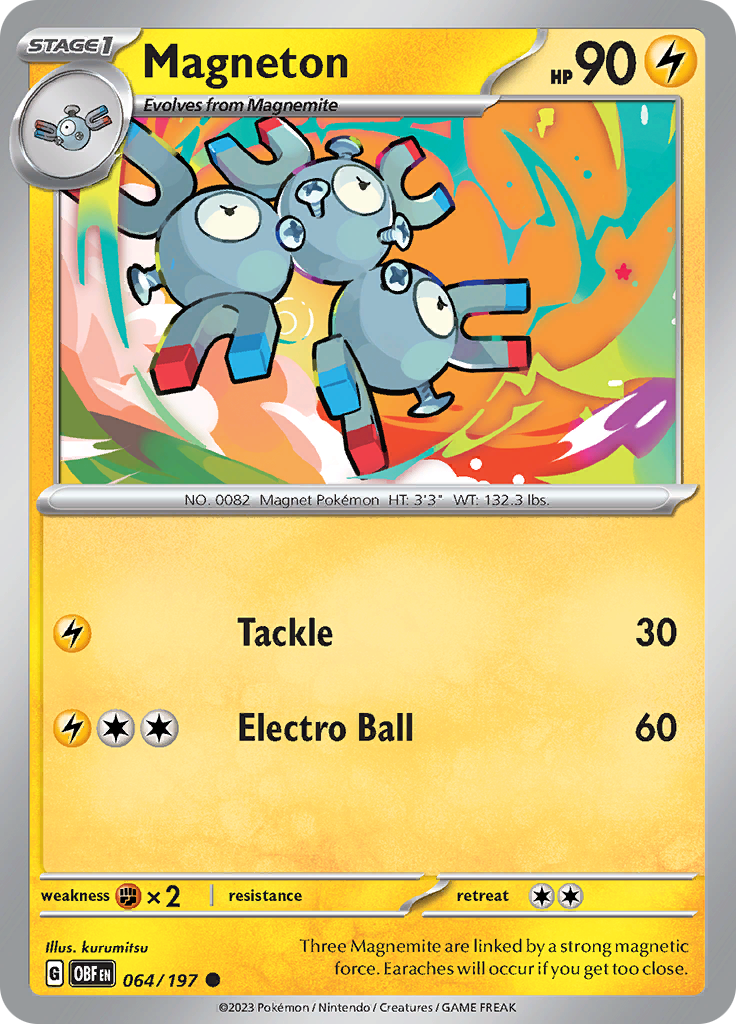 STAGE1
Magneton
HP 90
Evolves from Magnemite
NO. 0082 Magnet Pokémon HT: 3'3" WT: 132.3 lbs.
Tackle 30
Electro Ball 60
weakness ×2 resistance retreat
Illus. kurumitsu
Three Magnemite are linked by a strong magnetic
force. Earaches will occur if you get too close.
G OBF EN 064/197
©2023 Pokémon / Nintendo / Creatures / GAME FREAK